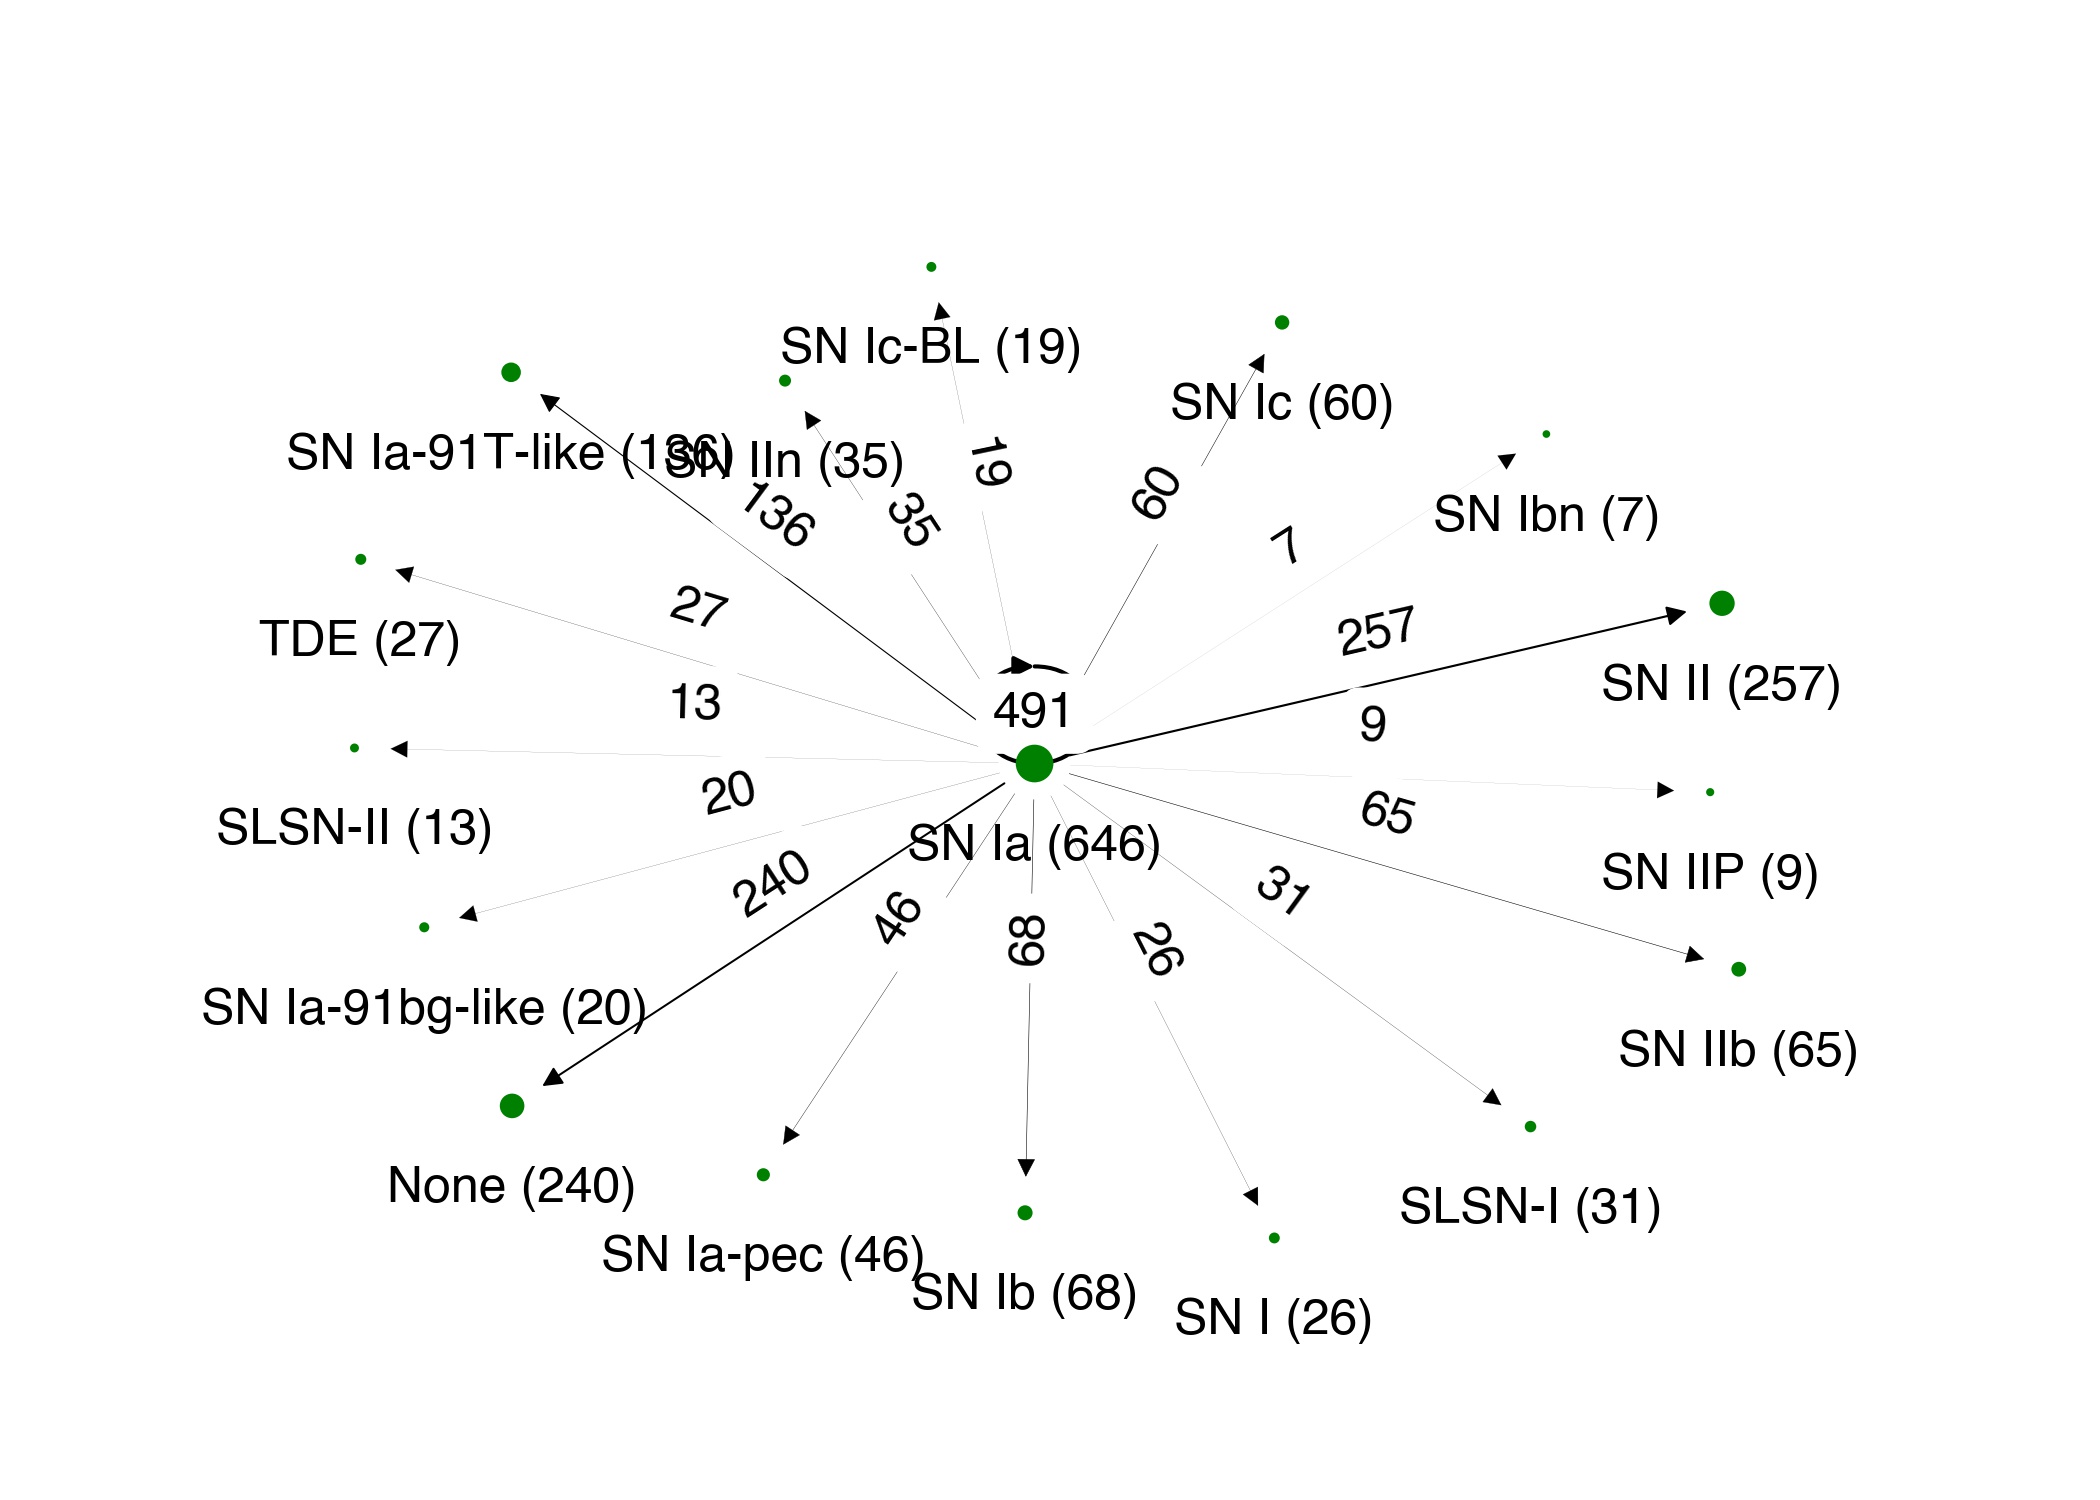 SN Ic-BL (19)
SN Ic (60)
SN Ia-91T-like (136)
SN IIn (35)
19
60
136
35
7
SN Ibn (7)
27
257
TDE (27)
SN II (257)
13
491
9
20
65
SLSN-II (13)
SN Ia (646)
240
31
SN IIP (9)
46
68
26
SN Ia-91bg-like (20)
SN IIb (65)
None (240)
SLSN-I (31)
SN Ia-pec (46)
SN Ib (68)
SN I (26)